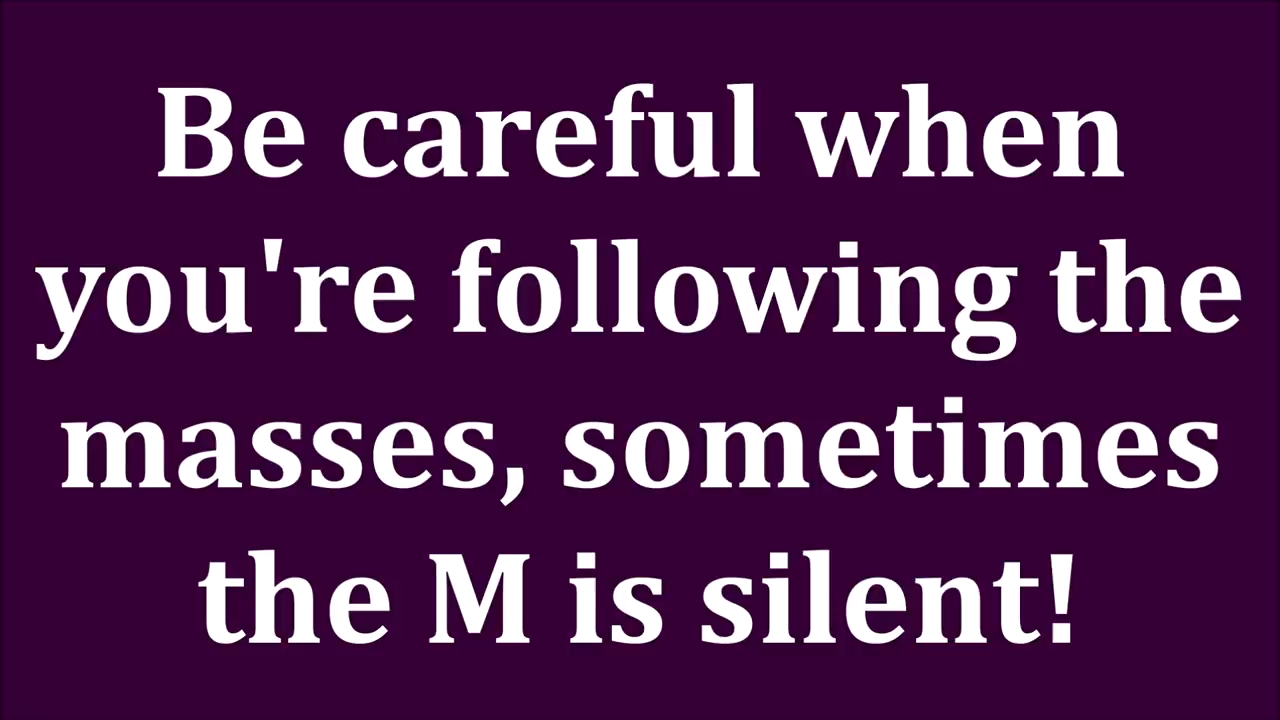 Be careful when
you're following the
masses, sometimes
the M is silent!